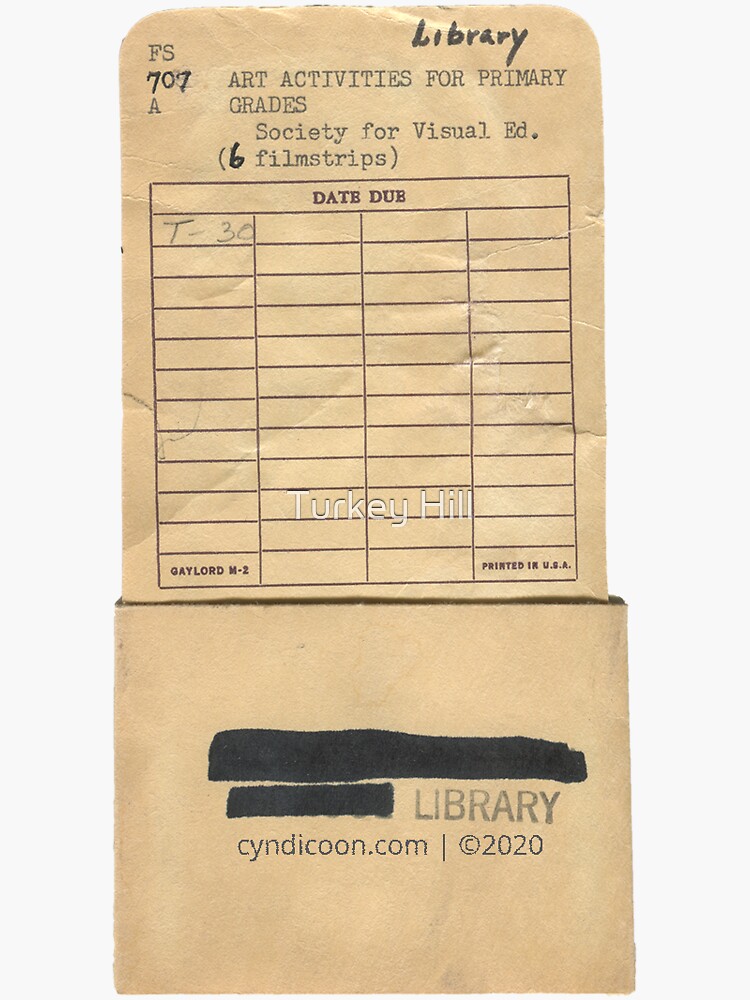 Library
FS
707 ART ACTIVITIES FOR PRIMARY
A GRADES
Society for Visual Ed.
(6 filmstrips)
DATE DUE
T-30
Turkey Hill
GAYLORD M-2 PRINTED IN U.S.A.
LIBRARY
cyndicoon.com | ©2020